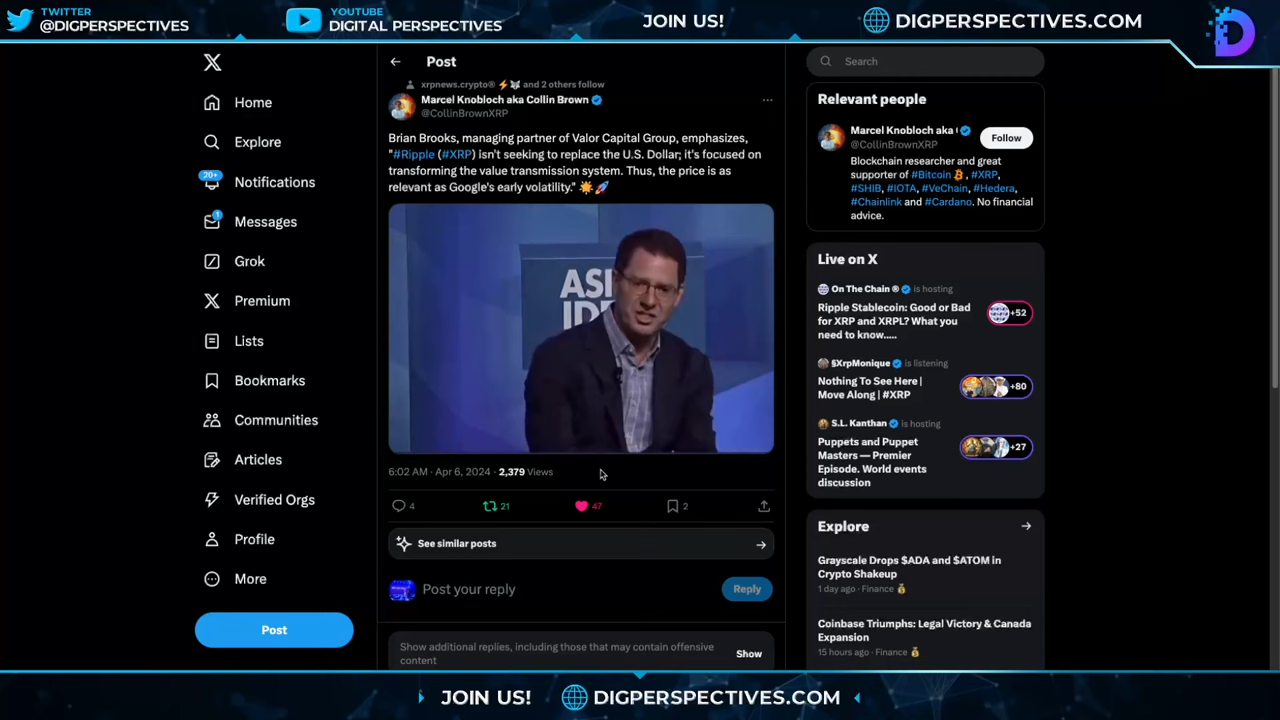 TWITTER
@DIGPERSPECTIVES
YOUTUBE
DIGITAL PERSPECTIVES
JOIN US!
DIGPERSPECTIVES.COM
Home
Explore
20+
Notifications
1
Messages
Grok
Premium
Lists
Bookmarks
Communities
Articles
Verified Orgs
Profile
More
Post
Post
xrpnews.crypto® and 2 others follow
Marcel Knobloch aka Collin Brown
@CollinBrownXRP
Brian Brooks, managing partner of Valor Capital Group, emphasizes,
"#Ripple (#XRP) isn't seeking to replace the U.S. Dollar; it's focused on
transforming the value transmission system. Thus, the price is as
relevant as Google's early volatility." ☀️🚀
6:02 AM · Apr 6, 2024 · 2,379 Views
4
21
47
2
See similar posts
Post your reply
Reply
Show additional replies, including those that may contain offensive
content
Show
Search
Relevant people
Marcel Knobloch aka
@CollinBrownXRP
Follow
Blockchain researcher and great
supporter of #Bitcoin, #XRP,
#SHIB, #IOTA, #VeChain, #Hedera,
#Chainlink and #Cardano. No financial
advice.
Live on X
On The Chain ® is hosting
Ripple Stablecoin: Good or Bad
for XRP and XRPL? What you
need to know.....
+52
§XrpMonique is listening
Nothing To See Here |
Move Along | #XRP
+80
S.L. Kanthan is hosting
Puppets and Puppet
Masters — Premier
Episode. World events
discussion
+27
Explore
Grayscale Drops $ADA and $ATOM in
Crypto Shakeup
1 day ago · Finance
Coinbase Triumphs: Legal Victory & Canada
Expansion
15 hours ago · Finance
JOIN US!
DIGPERSPECTIVES.COM